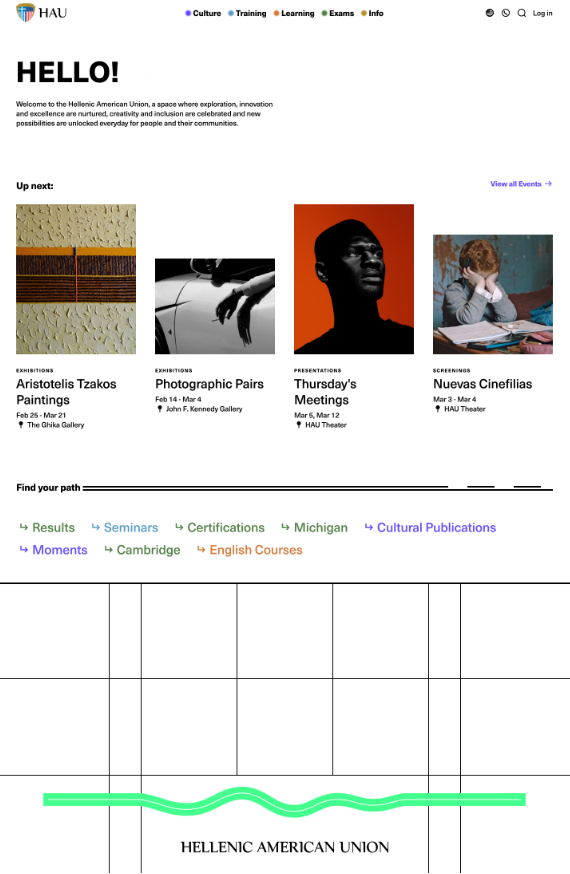 HAU
Culture Training Learning Exams Info
Log in
HELLO!
Welcome to the Hellenic American Union, a space where exploration, innovation
and excellence are nurtured, creativity and inclusion are celebrated and new
possibilities are unlocked everyday for people and their communities.
Up next:
View all Events →
EXHIBITIONS
Aristotelis Tzakos
Paintings
Feb 25 - Mar 21
The Ghika Gallery
EXHIBITIONS
Photographic Pairs
Feb 14 - Mar 4
John F. Kennedy Gallery
PRESENTATIONS
Thursday's
Meetings
Mar 5, Mar 12
HAU Theater
SCREENINGS
Nuevas Cinefilias
Mar 3 - Mar 4
HAU Theater
Find your path
↪ Results ↪ Seminars ↪ Certifications ↪ Michigan ↪ Cultural Publications
↪ Moments ↪ Cambridge ↪ English Courses
HELLENIC AMERICAN UNION